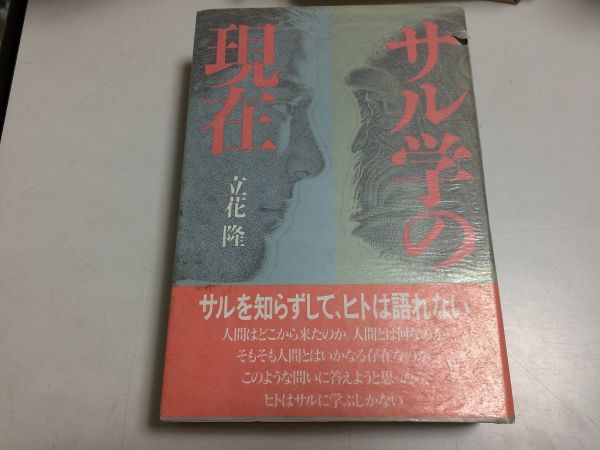 サル学の
現在
立花 隆
サルを知らずして、ヒトは語れない
人間はどこから来たのか。人間とは何なのか。
そもそも人間とはいかなる存在なのか。
このような問いに答えようと思ったら、
ヒトはサルに学ぶしかない